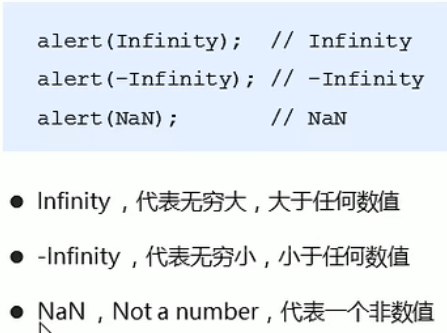 alert(Infinity);  // Infinity
alert(-Infinity); // -Infinity
alert(NaN);       // NaN
● Infinity ，代表无穷大，大于任何数值
● -Infinity ，代表无穷小，小于任何数值
● NaN ，Not a number，代表一个非数值